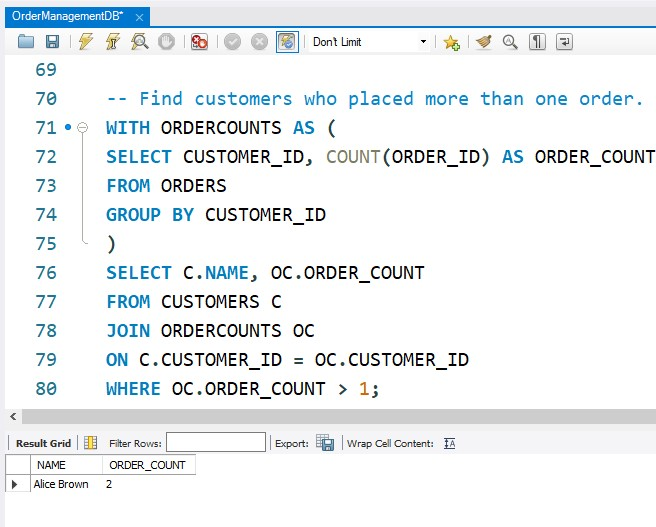 OrderManagementDB*
Don't Limit
69
70 -- Find customers who placed more than one order.
71 WITH ORDERCOUNTS AS (
72 SELECT CUSTOMER_ID, COUNT(ORDER_ID) AS ORDER_COUNT
73 FROM ORDERS
74 GROUP BY CUSTOMER_ID
75 )
76 SELECT C.NAME, OC.ORDER_COUNT
77 FROM CUSTOMERS C
78 JOIN ORDERCOUNTS OC
79 ON C.CUSTOMER_ID = OC.CUSTOMER_ID
80 WHERE OC.ORDER_COUNT > 1;
Result Grid Filter Rows: Export: Wrap Cell Content:
NAME ORDER_COUNT
Alice Brown 2